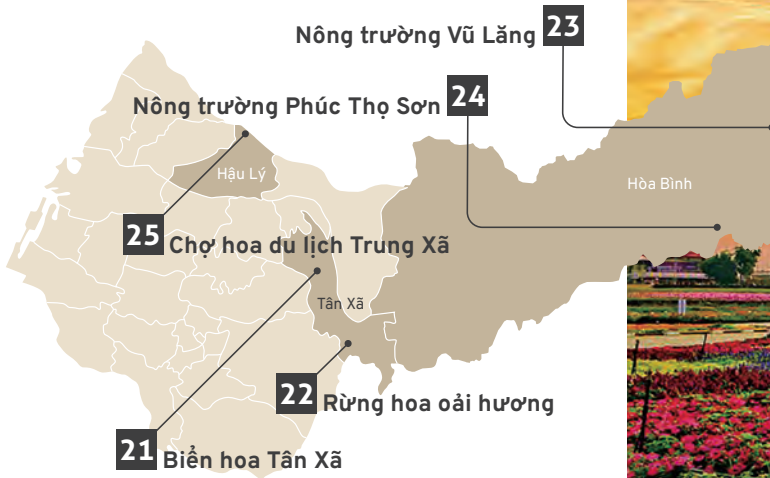 Nông trường Vũ Lăng 23
Nông trường Phúc Thọ Sơn 24
Hậu Lý
Hòa Bình
25 Chợ hoa du lịch Trung Xã
Tân Xã
22 Rừng hoa oải hương
21 Biển hoa Tân Xã